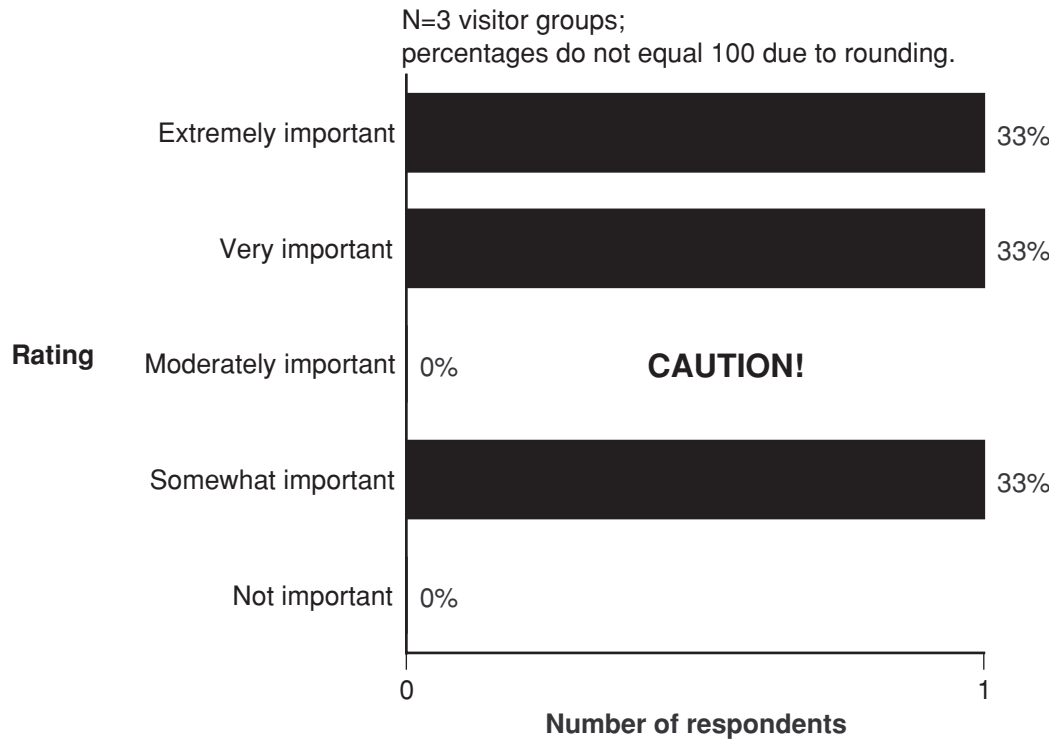 N=3 visitor groups;
percentages do not equal 100 due to rounding.
Extremely important
33%
Very important
33%
Rating
Moderately important
0%
CAUTION!
Somewhat important
33%
Not important
0%
0
1
Number of respondents